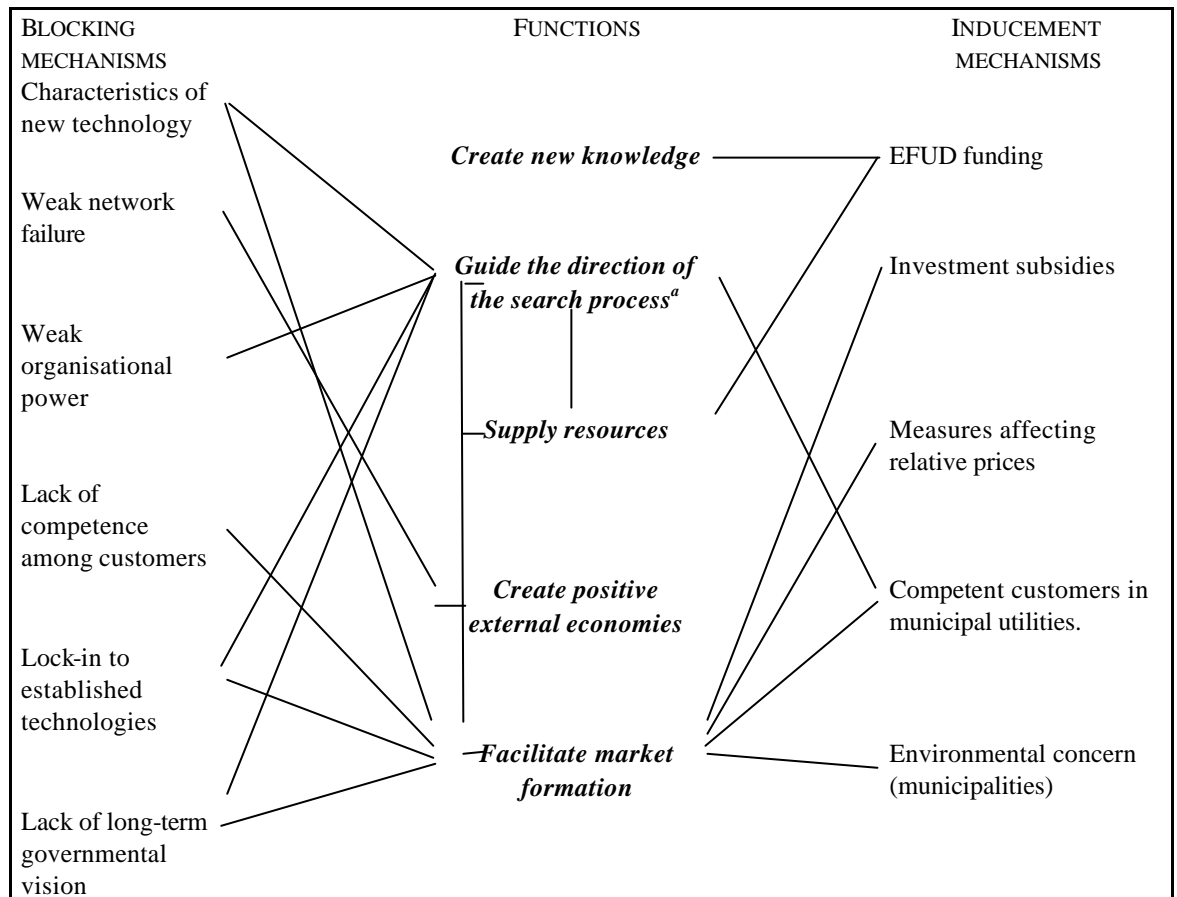 BLOCKING
MECHANISMS
Characteristics of
new technology
Weak network
failure
Weak
organisational
power
Lack of
competence
among customers
Lock-in to
established
technologies
Lack of long-term
governmental
vision
FUNCTIONS
Create new knowledge
Guide the direction of
the search process^a
Supply resources
Create positive
external economies
Facilitate market
formation
INDUCEMENT
MECHANISMS
EFUD funding
Investment subsidies
Measures affecting
relative prices
Competent customers in
municipal utilities.
Environmental concern
(municipalities)